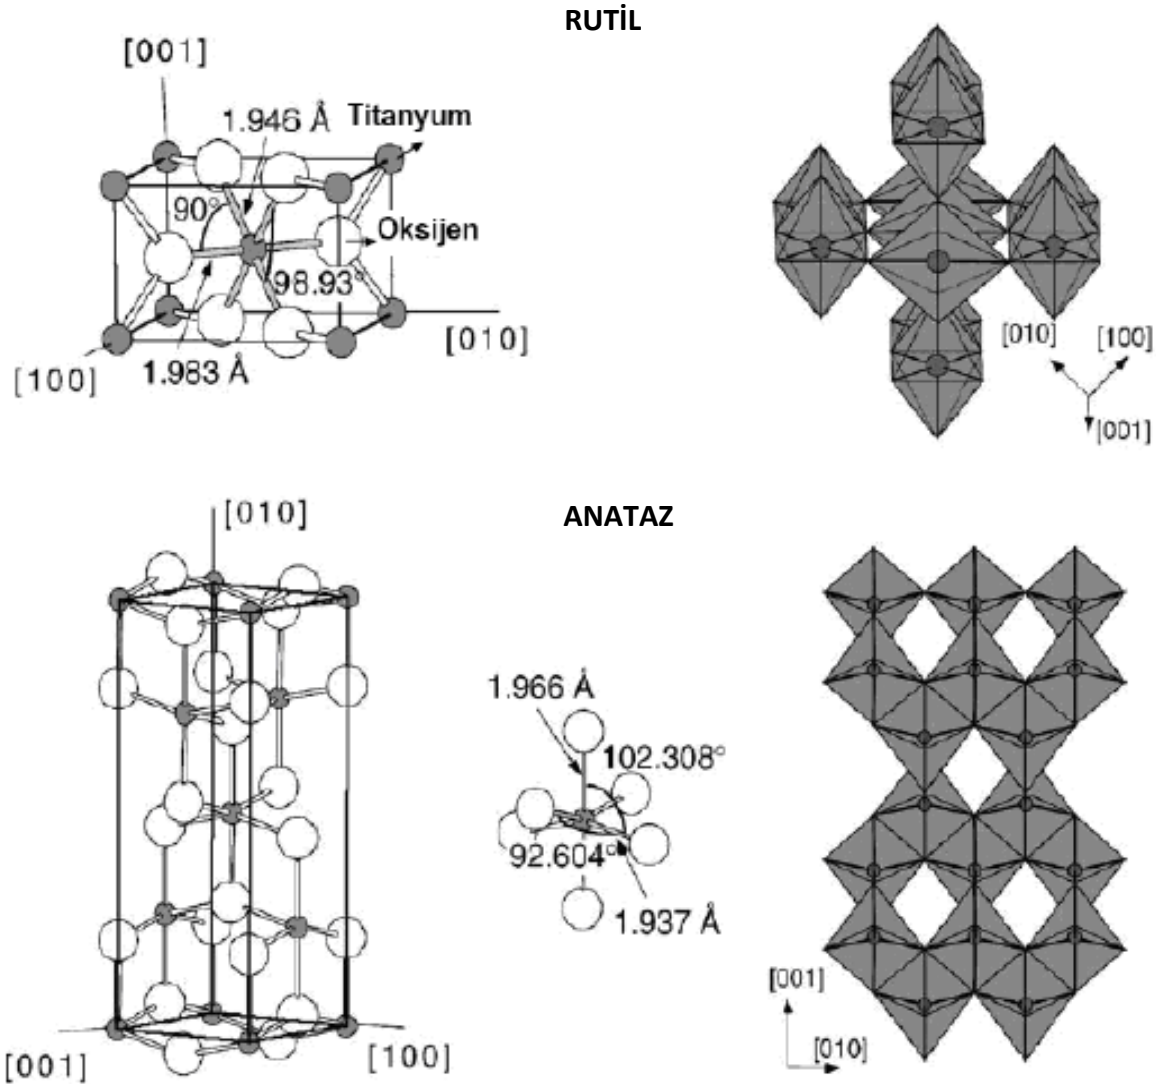 RUTİL
[001]
1.946 Å
Titanyum
90°
Oksijen
98.93°
[010]
[100]
1.983 Å
[010]
[100]
[001]
ANATAZ
[010]
1.966 Å
102.308°
92.604°
1.937 Å
[001]
[100]
[001]
[010]